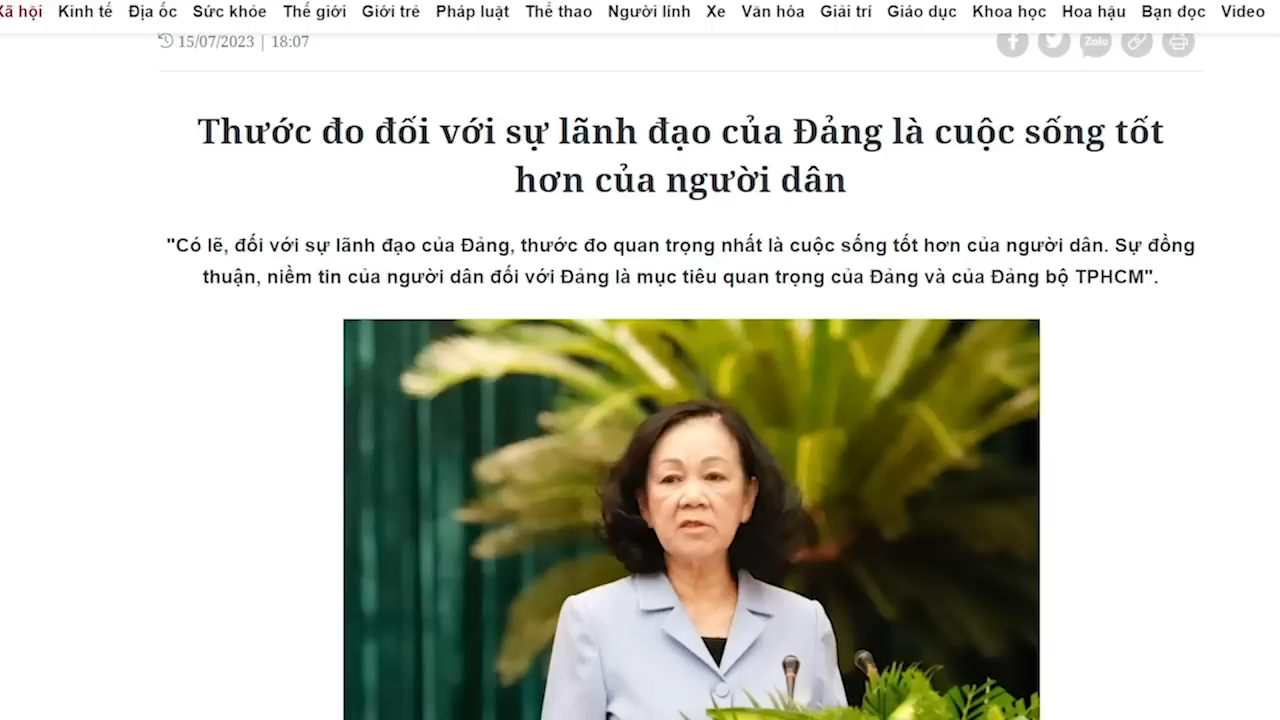 Xã hội Kinh tế Địa ốc Sức khỏe Thế giới Giới trẻ Pháp luật Thể thao Người lính Xe Văn hóa Giải trí Giáo dục Khoa học Hoa hậu Bạn đọc Video
15/07/2023 | 18:07
Zalo
Thước đo đối với sự lãnh đạo của Đảng là cuộc sống tốt
hơn của người dân
"Có lẽ, đối với sự lãnh đạo của Đảng, thước đo quan trọng nhất là cuộc sống tốt hơn của người dân. Sự đồng
thuận, niềm tin của người dân đối với Đảng là mục tiêu quan trọng của Đảng và của Đảng bộ TPHCM".